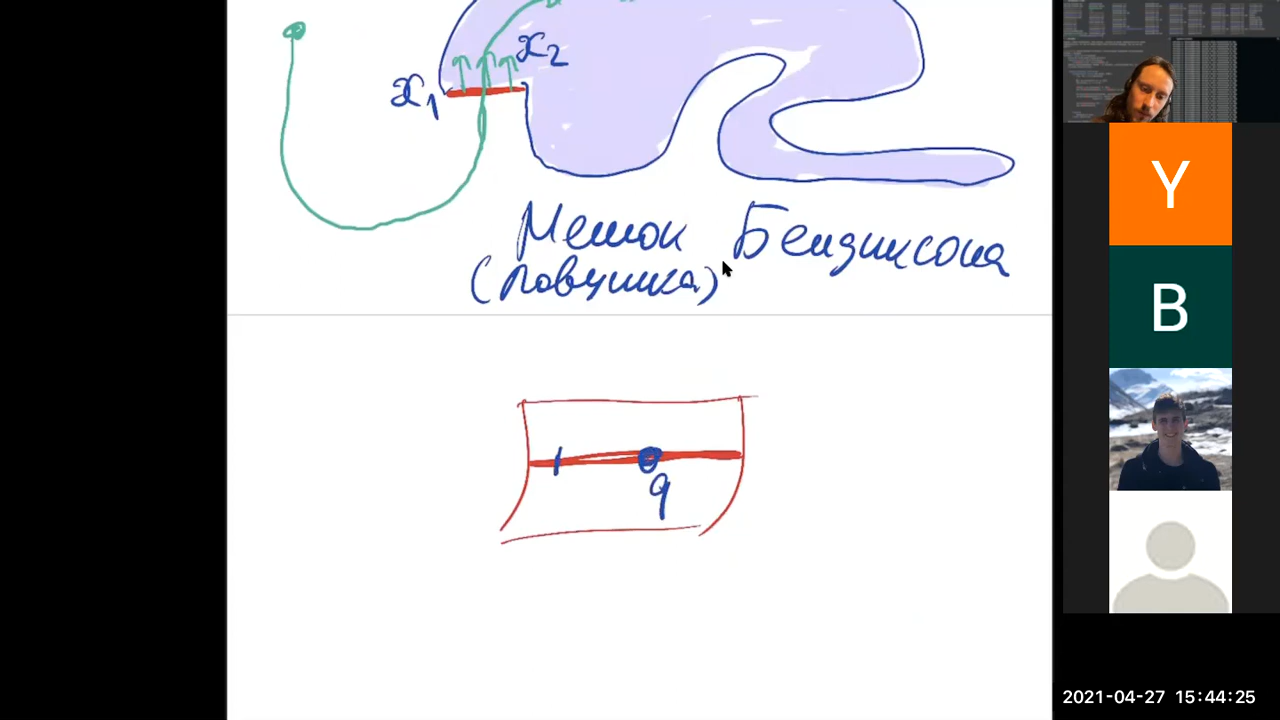 x₂
x₁
Мешок Бендиксона
(ловушка)
q
Y
B
2021-04-27 15:44:25